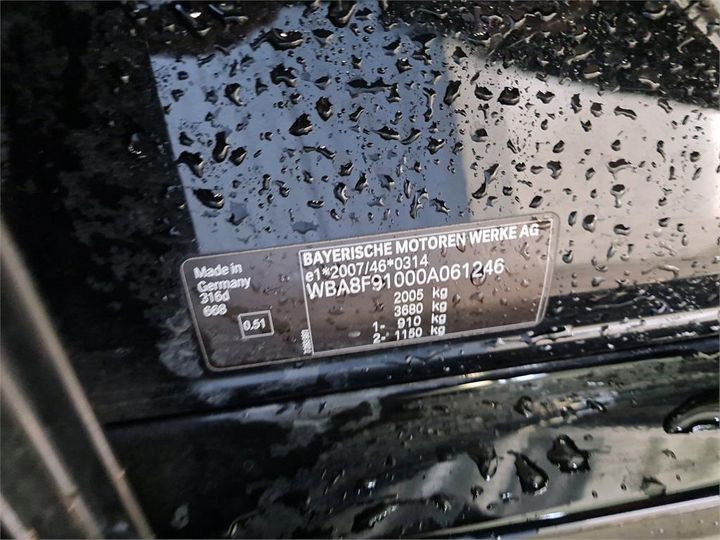 Made in
Germany
316d
668
0,51
BAYERISCHE MOTOREN WERKE AG
e1*2007/46*0314
WBA8F91000A061246
2005 kg
3680 kg
1- 910 kg
2- 1150 kg